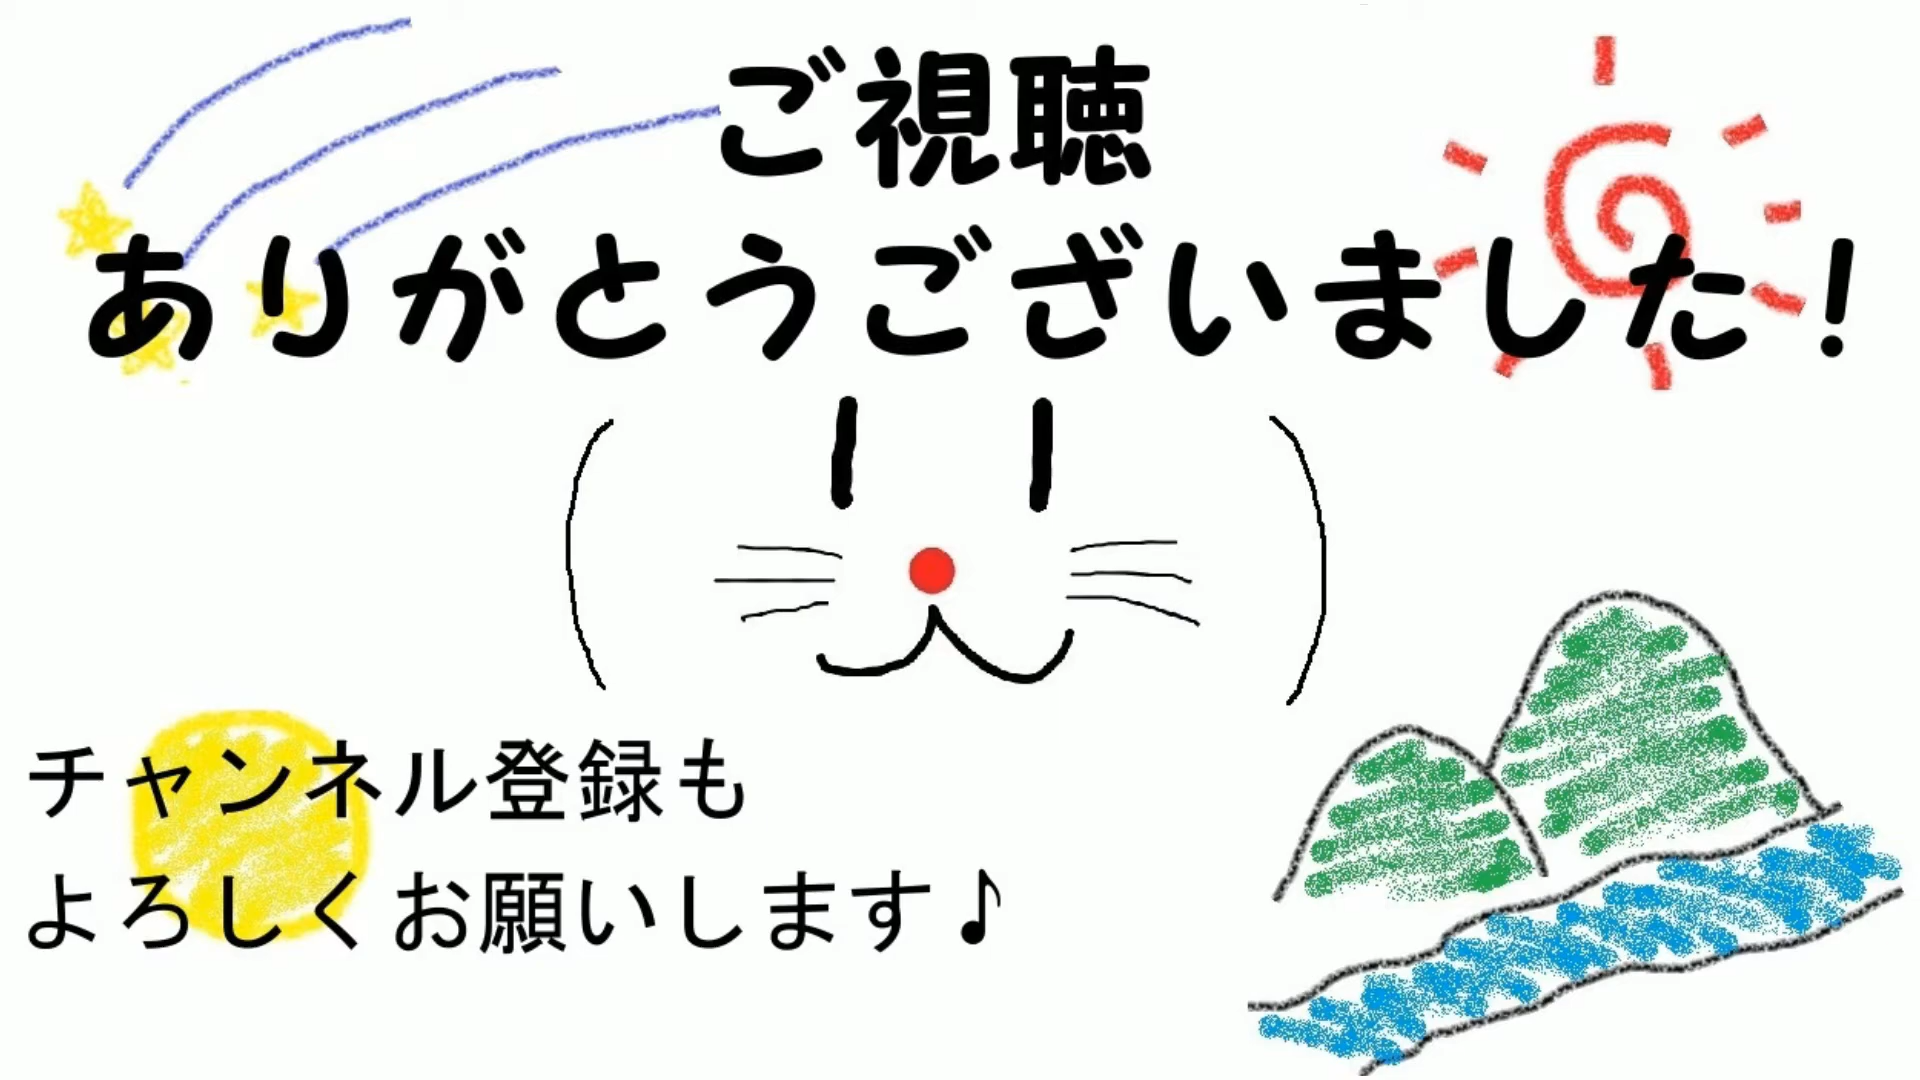 ご視聴
ありがとうございました!
チャンネル登録も
よろしくお願いします♪